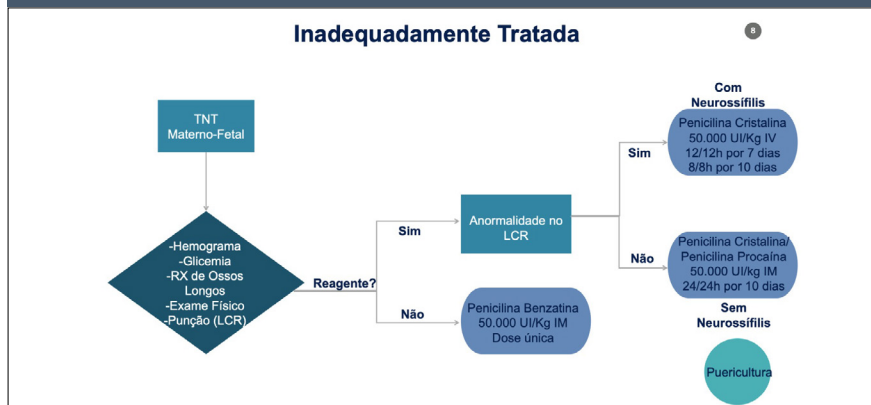 Inadequadamente Tratada
8
TNT
Materno-Fetal
-Hemograma
-Glicemia
-RX de Ossos
Longos
-Exame Físico
-Punção (LCR)
Reagente?
Sim
Não
Anormalidade no
LCR
Penicilina Benzatina
50.000 UI/Kg IM
Dose única
Sim
Não
Com
Neurossífilis
Penicilina Cristalina
50.000 UI/Kg IV
12/12h por 7 dias
8/8h por 10 dias
Penicilina Cristalina/
Penicilina Procaína
50.000 UI/kg IM
24/24h por 10 dias
Sem
Neurossífilis
Puericultura